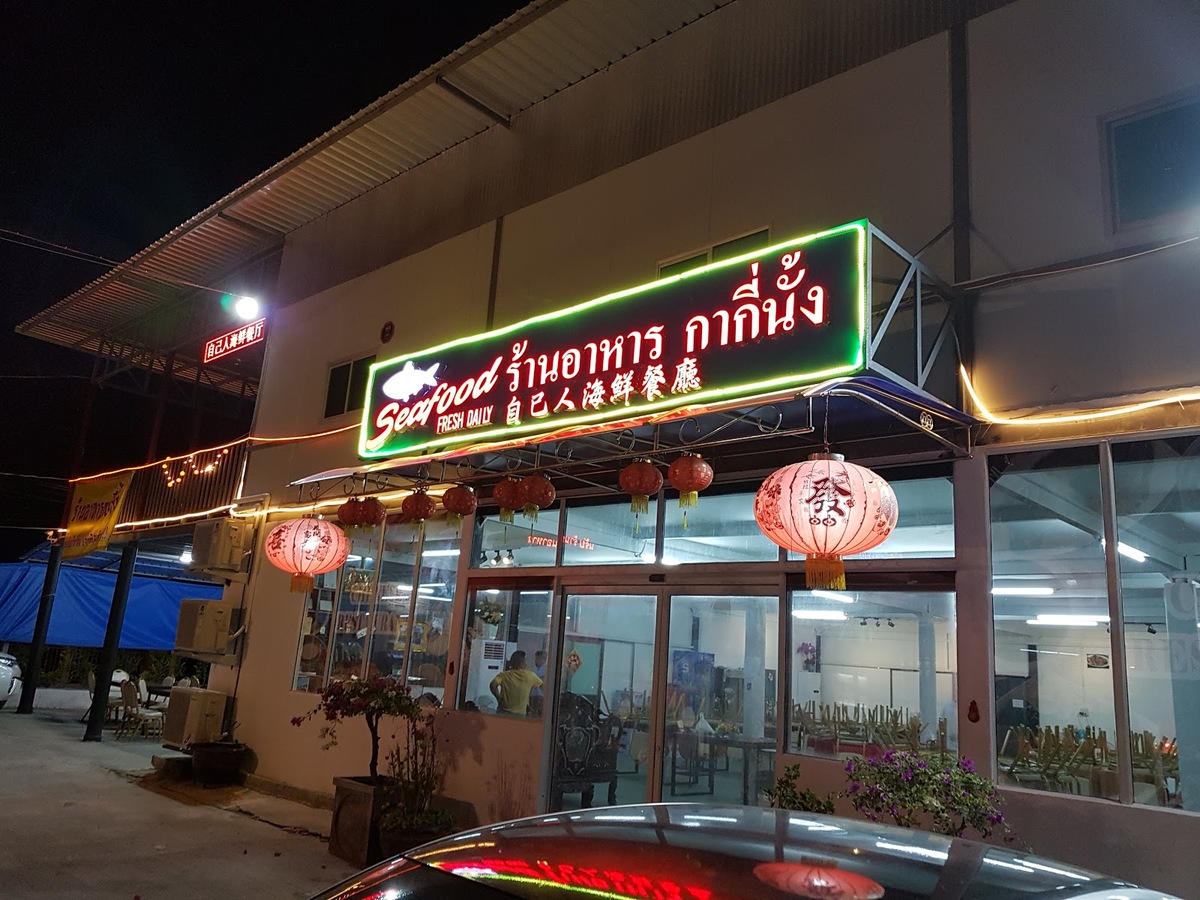 自己人海鲜餐厅
Seafood ร้านอาหาร กากี่นั้ง
FRESH DAILY 自己人海鮮餐廳
發